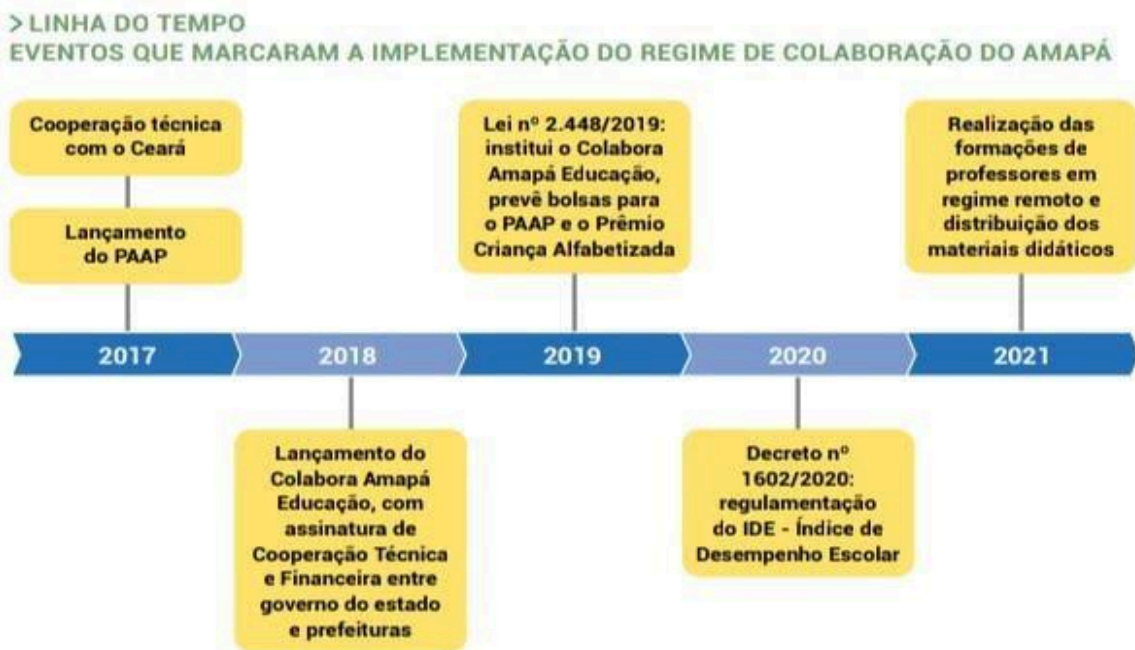 > LINHA DO TEMPO
EVENTOS QUE MARCARAM A IMPLEMENTAÇÃO DO REGIME DE COLABORAÇÃO DO AMAPÁ
Cooperação técnica
com o Ceará
Lançamento
do PAAP
Lei nº 2.448/2019:
institui o Colabora
Amapá Educação,
prevê bolsas para
o PAAP e o Prêmio
Criança Alfabetizada
Realização das
formações de
professores em
regime remoto e
distribuição dos
materiais didáticos
2017
2018
2019
2020
2021
Lançamento do
Colabora Amapá
Educação, com
assinatura de
Cooperação Técnica
e Financeira entre
governo do estado
e prefeituras
Decreto nº
1602/2020:
regulamentação
do IDE - Índice de
Desempenho Escolar